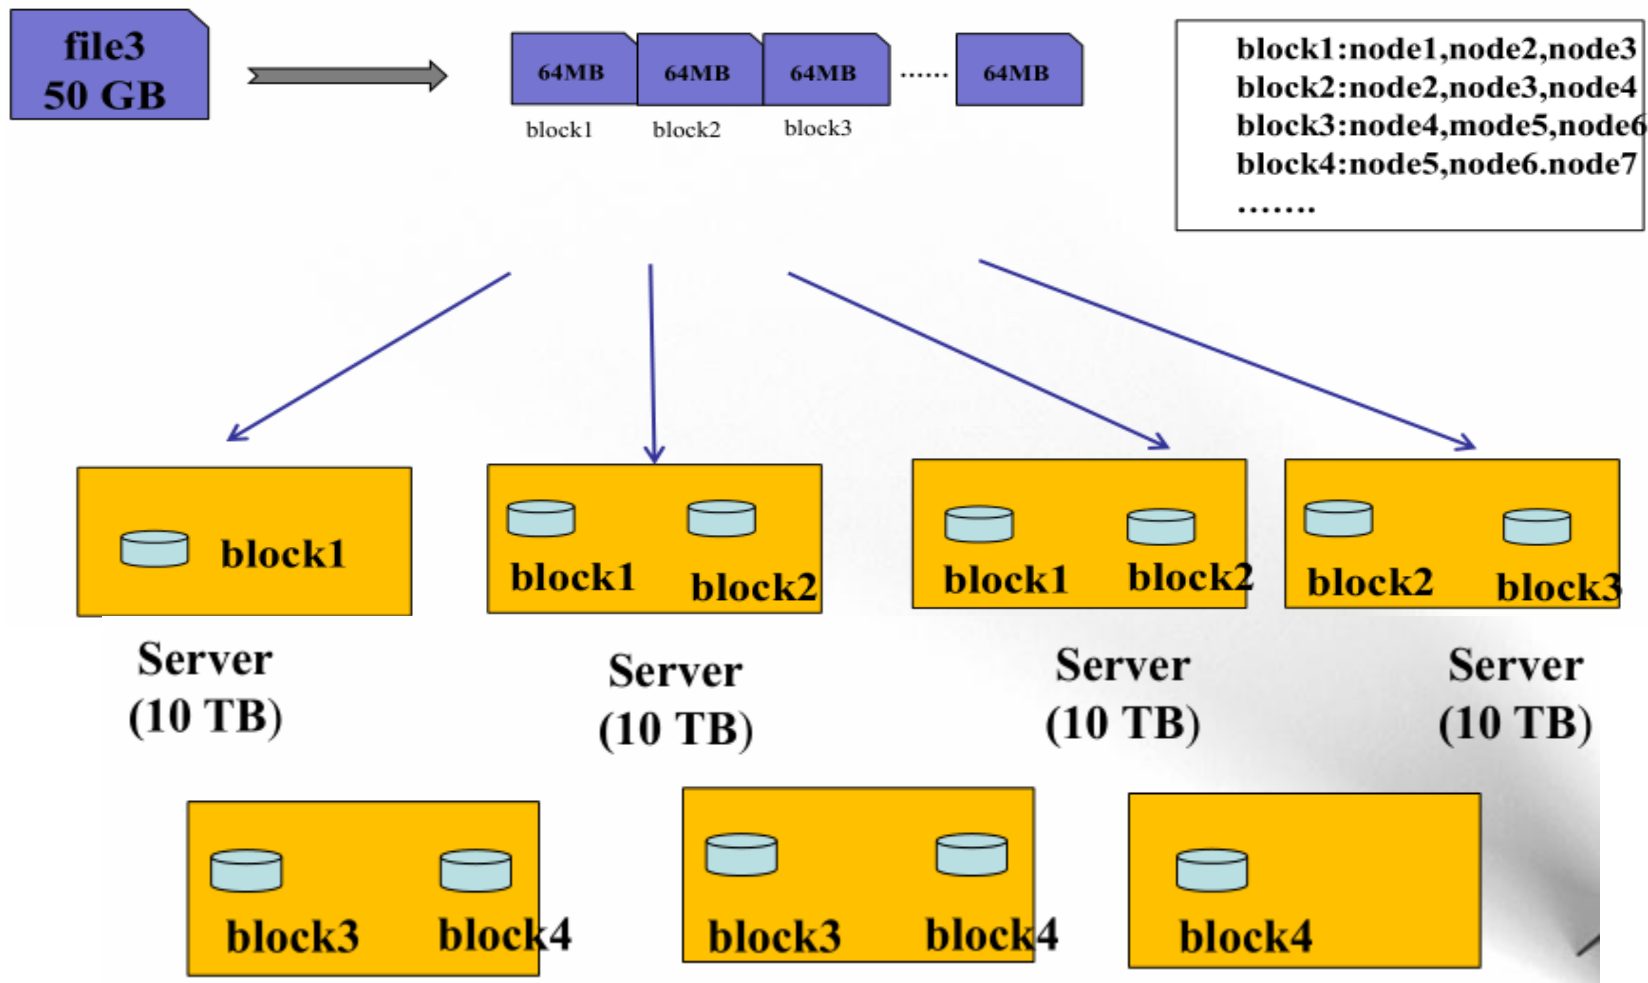 file3
50 GB
64MB
64MB
64MB
......
64MB
block1
block2
block3
block1:node1,node2,node3
block2:node2,node3,node4
block3:node4,mode5,node6
block4:node5,node6.node7
.......
block1
block1
block2
block1
block2
block2
block3
Server
(10 TB)
Server
(10 TB)
Server
(10 TB)
Server
(10 TB)
block3
block4
block3
block4
block4